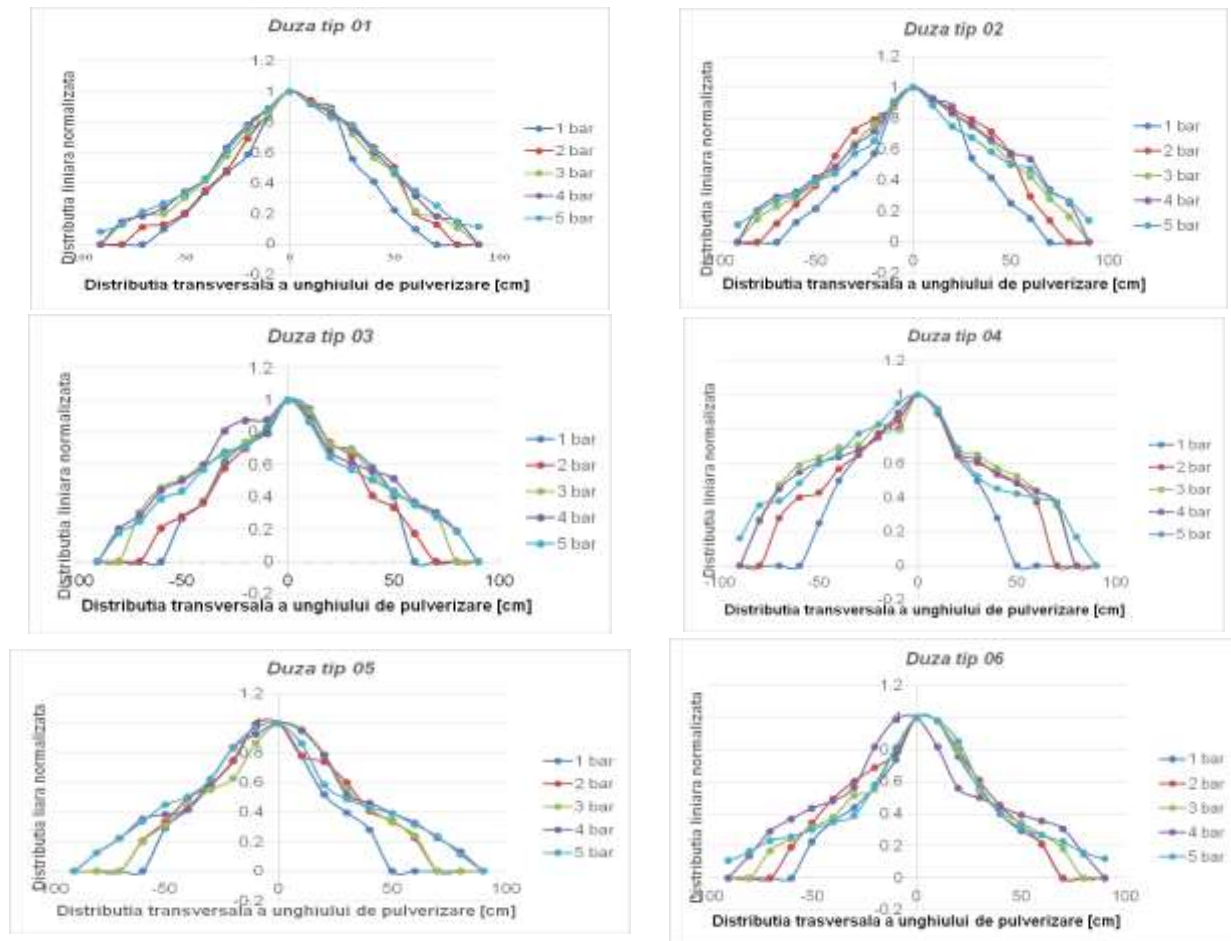 Duza tip 01
Distributia liniara normalizata
1.2
1
0.8
0.6
0.4
0.2
0
-0.2
-50
0
50
100
1 bar
2 bar
3 bar
4 bar
5 bar
Distributia transversala a unghiului de pulverizare [cm]
Duza tip 02
Distributia liniara normalizata
1.2
1
0.8
0.6
0.4
0.2
0
-50
0
50
100
1 bar
2 bar
3 bar
4 bar
5 bar
Distributia transversala a unghiului de pulverizare [cm]
Duza tip 03
Distributia liniara normalizata
1.2
1
0.8
0.6
0.4
0.2
0
-0.2
-50
0
50
100
1 bar
2 bar
3 bar
4 bar
5 bar
Distributia transversala a unghiului de pulverizare [cm]
Duza tip 04
Distributia liniara normalizata
1.2
1
0.8
0.6
0.4
0.2
0
-0.2
-50
0
50
100
1 bar
2 bar
3 bar
4 bar
5 bar
Distributia transversala a unghiului de pulverizare [cm]
Duza tip 05
Distributia liara normalizata
1.2
1
0.8
0.6
0.4
0.2
0
-0.2
-100
-50
0
50
100
1 bar
2 bar
3 bar
4 bar
5 bar
Distributia transversala a unghiului de pulverizare [cm]
Duza tip 06
Distributia liniara normalizata
1.2
1
0.8
0.6
0.4
0.2
0
-0.2
-50
0
50
100
1 bar
2 bar
3 bar
4 bar
5 bar
Distributia trasversala a unghiului de pulverizare [cm]